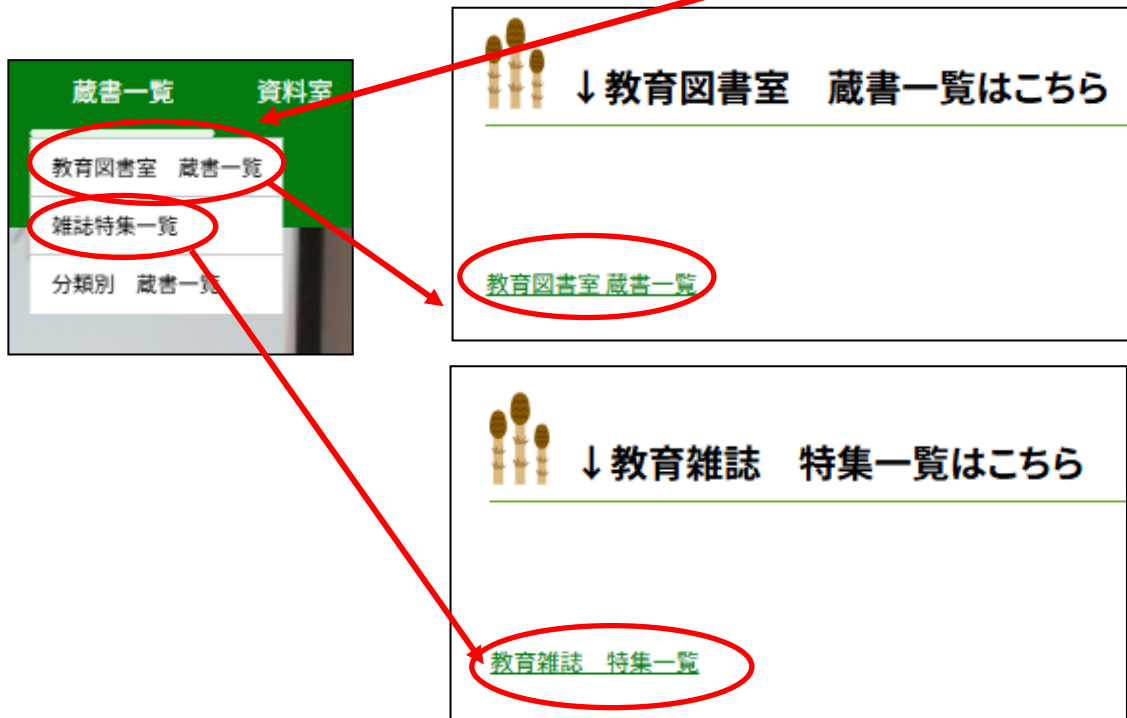 蔵書一覧　資料室
教育図書室　蔵書一覧
雑誌特集一覧
分類別　蔵書一覧
↓教育図書室　蔵書一覧はこちら
教育図書室 蔵書一覧
↓教育雑誌　特集一覧はこちら
教育雑誌　特集一覧